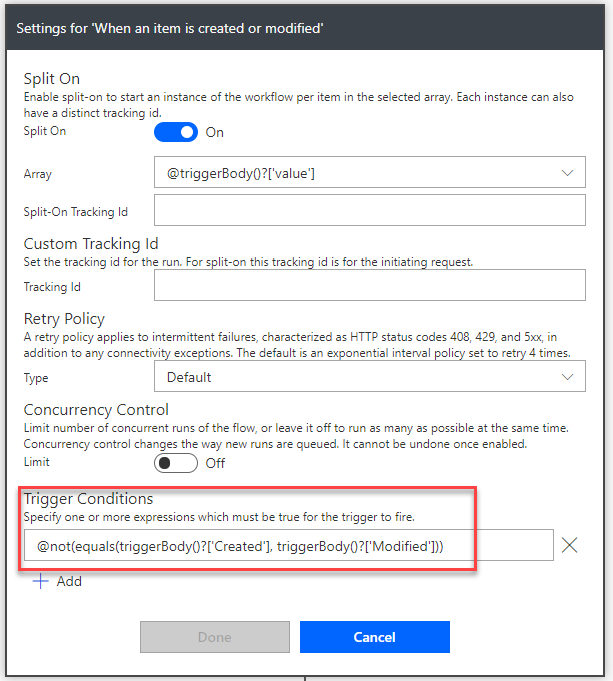 Settings for 'When an item is created or modified'
Split On
Enable split-on to start an instance of the workflow per item in the selected array. Each instance can also
have a distinct tracking id.
Split On
On
Array
@triggerBody()?['value']
Split-On Tracking Id
Custom Tracking Id
Set the tracking id for the run. For split-on this tracking id is for the initiating request.
Tracking Id
Retry Policy
A retry policy applies to intermittent failures, characterized as HTTP status codes 408, 429, and 5xx, in
addition to any connectivity exceptions. The default is an exponential interval policy set to retry 4 times.
Type
Default
Concurrency Control
Limit number of concurrent runs of the flow, or leave it off to run as many as possible at the same time.
Concurrency control changes the way new runs are queued. It cannot be undone once enabled.
Limit
Off
Trigger Conditions
Specify one or more expressions which must be true for the trigger to fire.
@not(equals(triggerBody()?['Created'], triggerBody()?['Modified']))
Add
Done
Cancel